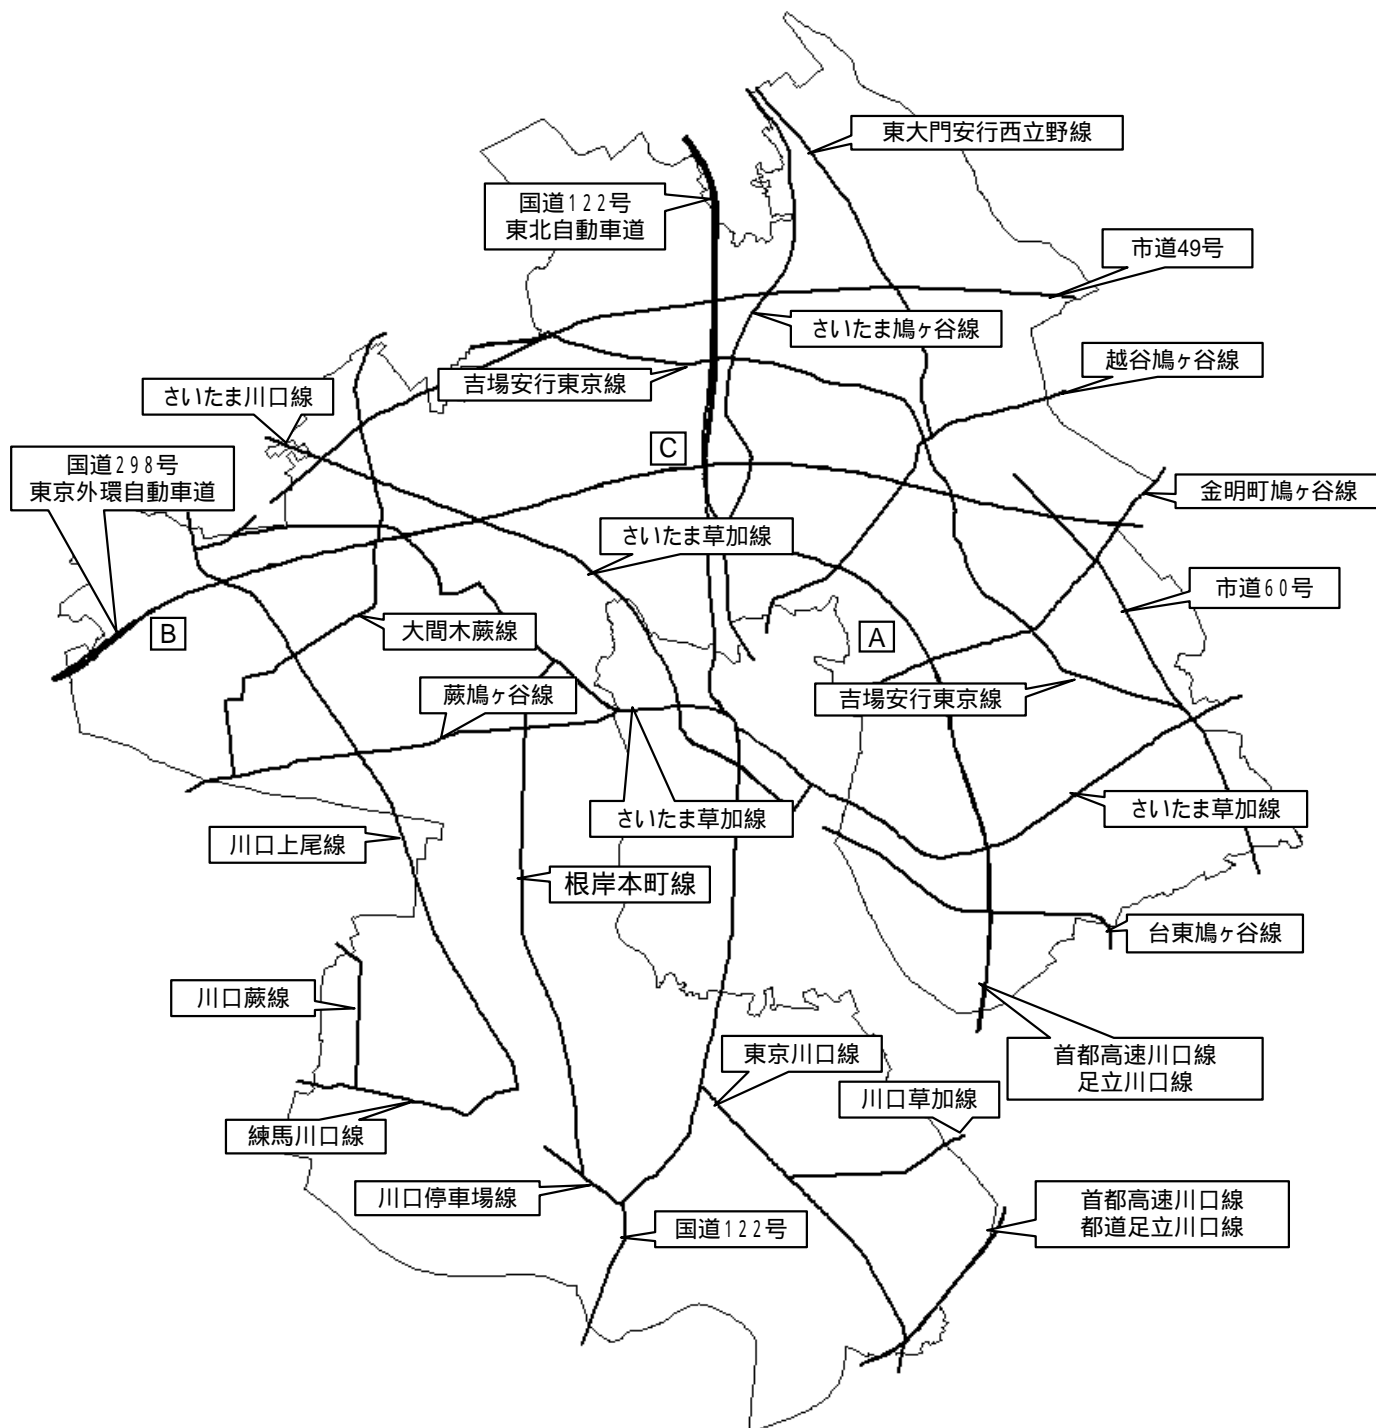 東大門安行西立野線
国道122号
東北自動車道
市道49号
さいたま鳩ヶ谷線
越谷鳩ヶ谷線
吉場安行東京線
さいたま川口線
C
国道298号
東京外環自動車道
金明町鳩ヶ谷線
さいたま草加線
市道60号
B
大間木蕨線
A
蕨鳩ヶ谷線
吉場安行東京線
さいたま草加線
さいたま草加線
川口上尾線
根岸本町線
台東鳩ヶ谷線
川口蕨線
東京川口線
首都高速川口線
足立川口線
川口草加線
練馬川口線
川口停車場線
国道122号
首都高速川口線
都道足立川口線